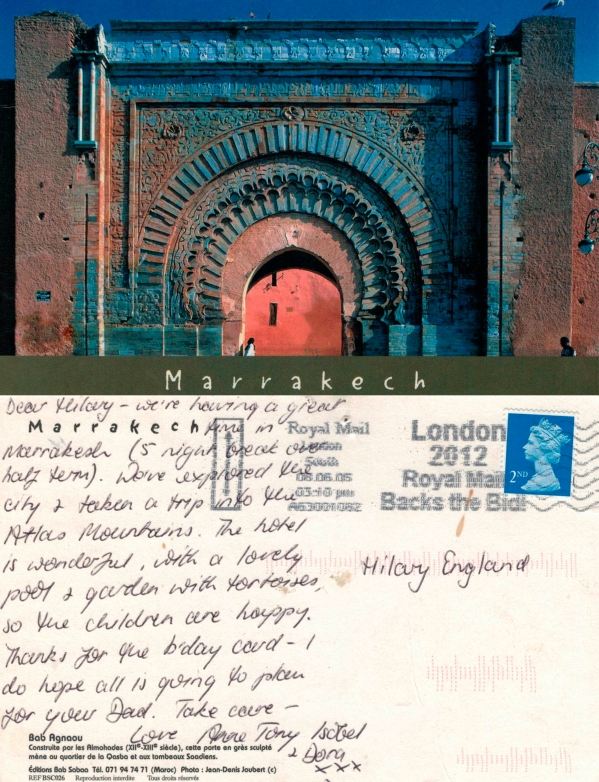 Marrakech
Dear Hilary - we're having a great
Marrakech
time in
Marrakesh (5 night break over
half term). We've explored the
city & taken a trip into the
Atlas Mountains. The hotel
is wonderful, with a lovely
pool & garden with tortoises,
so the children are happy.
Thanks for the b'day card - I
do hope all is going to plan
for your Dad. Take care -
Love Anne Tony Isobel
& Dora
xxx
Royal Mail
London
South
06.06.05
03:10 pm
A63001082
London
2012
Royal Mail
Backs the Bid!
2ND
Hilary England
Bab Agnaou
Construite par les Almohades (XIIe-XIIIe siècle), cette porte en grès sculpté
mène au quartier de la Qasba et aux tombeaux Saadiens.
Éditions Bab Sabaa Tél. 071 94 74 71 (Maroc) Photo : Jean-Denis Joubert (c)
REF BSC026 Reproduction interdite Tous droits réservés